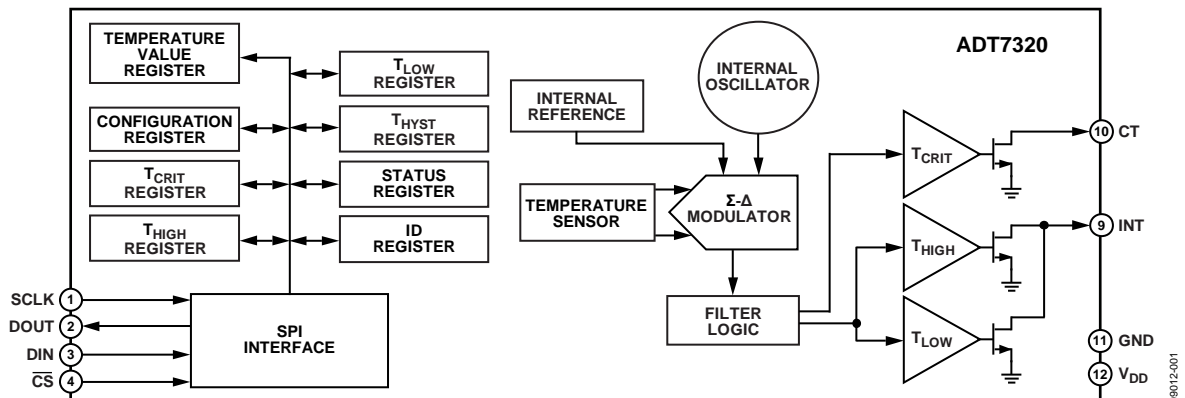 ADT7320
TEMPERATURE
VALUE
REGISTER
TLOW
REGISTER
CONFIGURATION
REGISTER
THYST
REGISTER
TCRIT
REGISTER
STATUS
REGISTER
THIGH
REGISTER
ID
REGISTER
INTERNAL
REFERENCE
INTERNAL
OSCILLATOR
TEMPERATURE
SENSOR
Σ-Δ
MODULATOR
FILTER
LOGIC
TCRIT
THIGH
TLOW
10 CT
9 INT
11 GND
12 VDD
SCLK 1
DOUT 2
DIN 3
CS 4
SPI
INTERFACE
09012-001